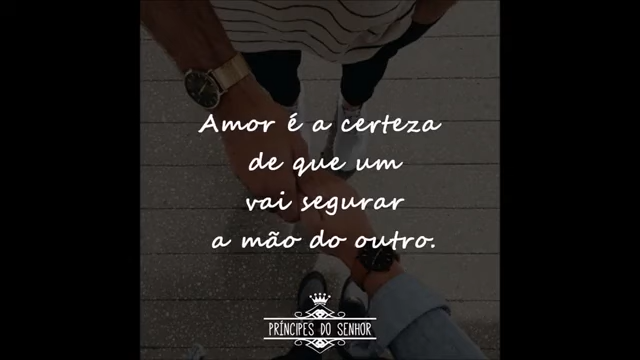 Amor é a certeza
de que um
vai segurar
a mão do outro.
PRÍNCIPES DO SENHOR